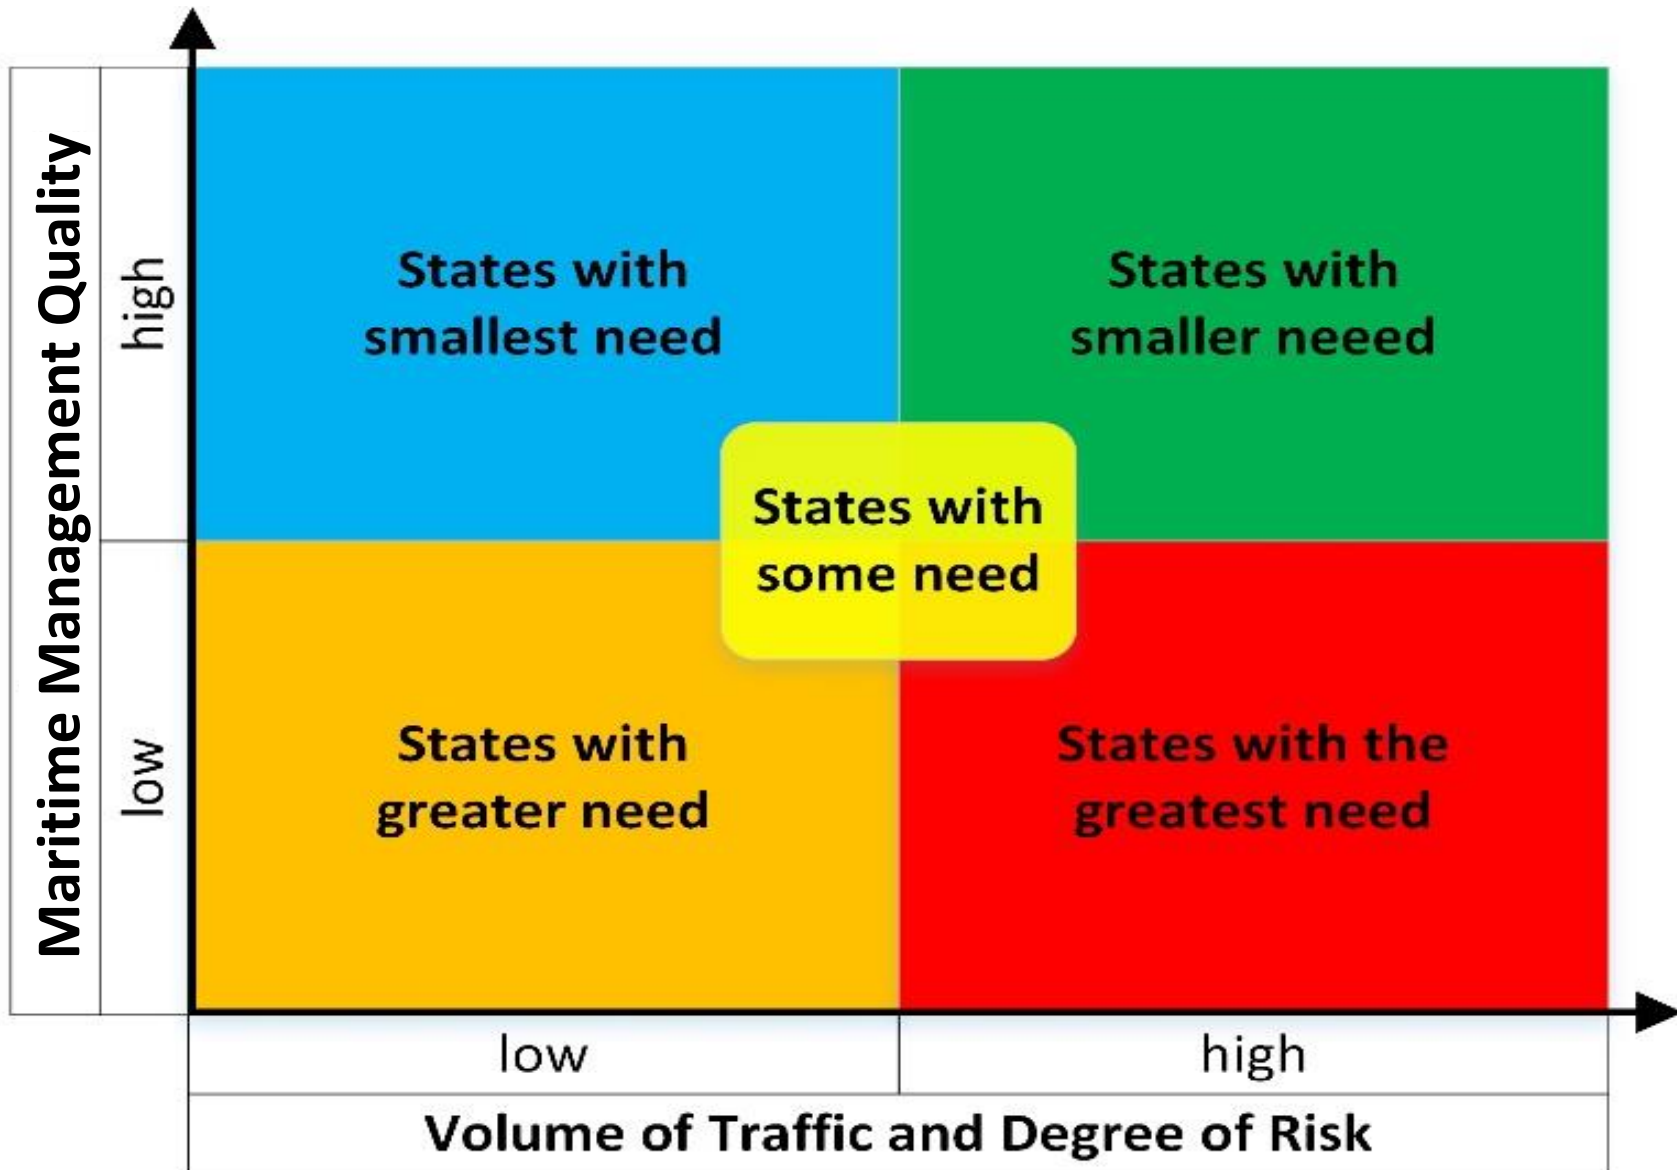 Maritime Management Quality
high
low
States with
smallest need
States with
smaller neeed
States with
some need
States with
greater need
States with the
greatest need
low
high
Volume of Traffic and Degree of Risk